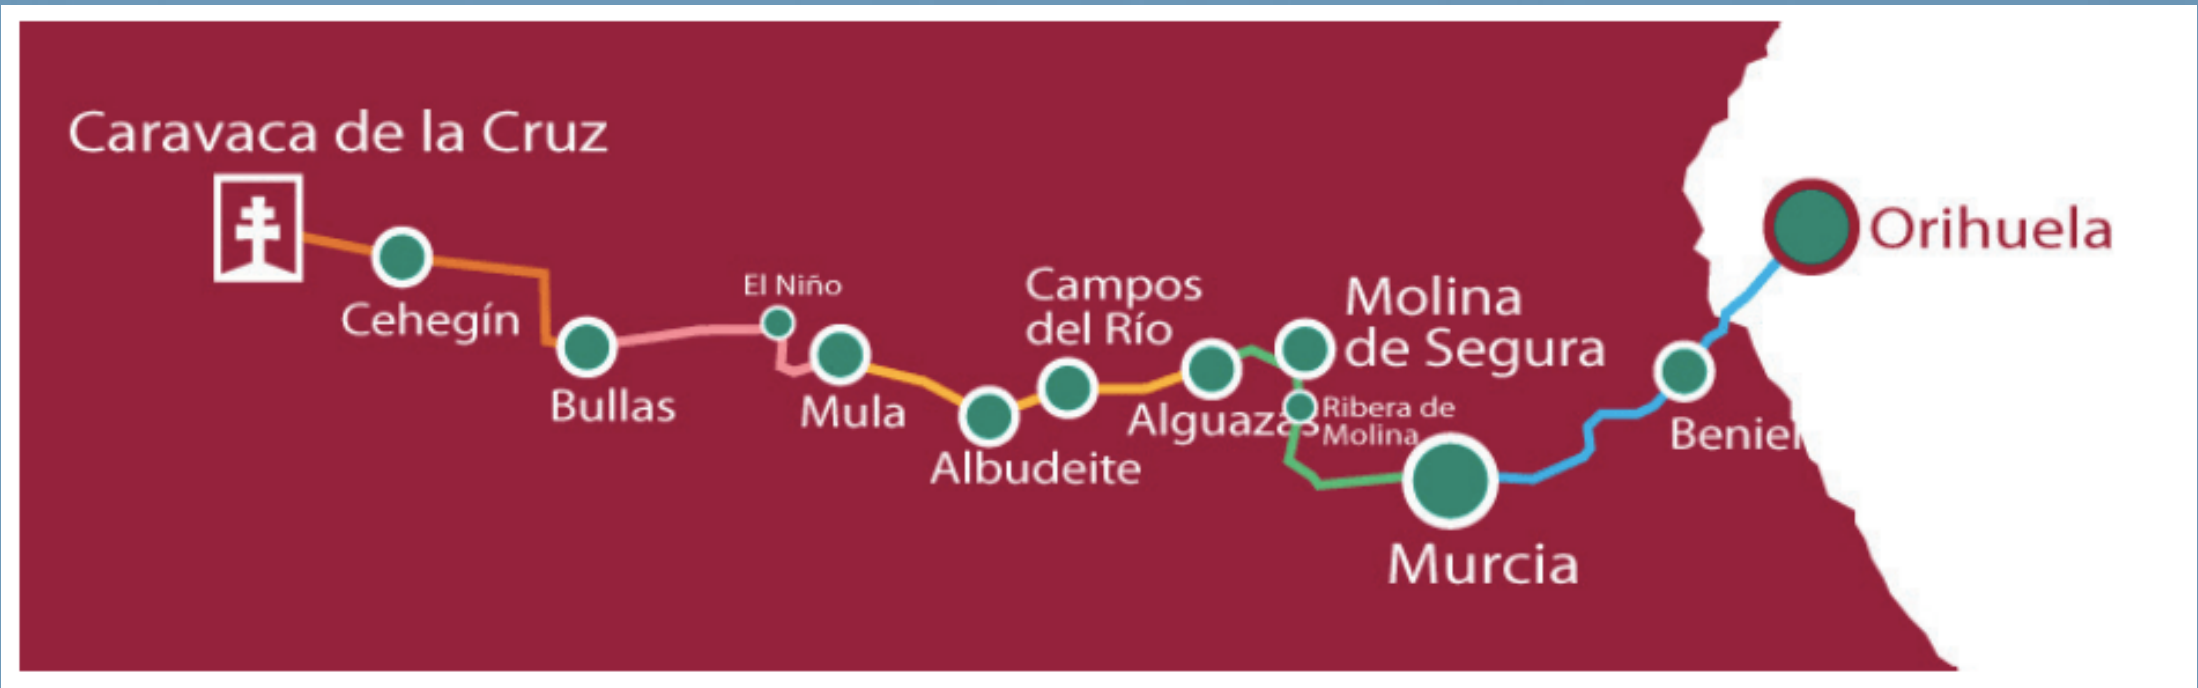 Caravaca de la Cruz
Cehegín
Bullas
El Niño
Mula
Albudeite
Campos
del Río
Alguazas
Molina
de Segura
Ribera de
Molina
Murcia
Beniel
Orihuela